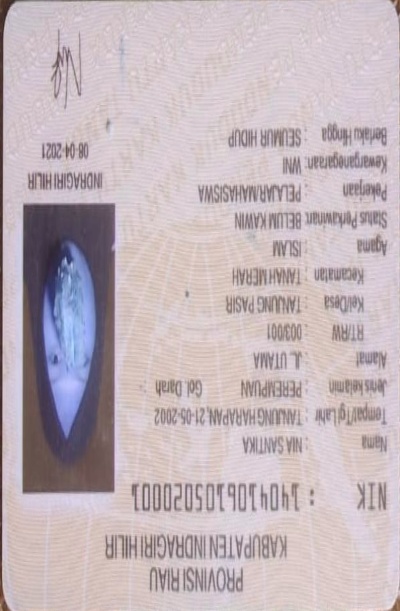 PROVINSI RIAU
KABUPATEN INDRAGIRI HILIR
NIK : 1404106105020001
Nama : NIA SANTIKA
Tempat/Tgl Lahir : TANJUNG HARAPAN 21-05-2002
Jenis kelamin : PEREMPUAN Gol. Darah :
Alamat : JL. UTAMA
RT/RW : 003/001
Kel/Desa : TANJUNG PASIR
Kecamatan : TANAH MERAH
Agama : ISLAM
Status Perkawinan: BELUM KAWIN
Pekerjaan : PELAJAR/MAHASISWA
Kewarganegaraan: WNI
Berlaku Hingga : SEUMUR HIDUP
INDRAGIRI HILIR
08-04-2021